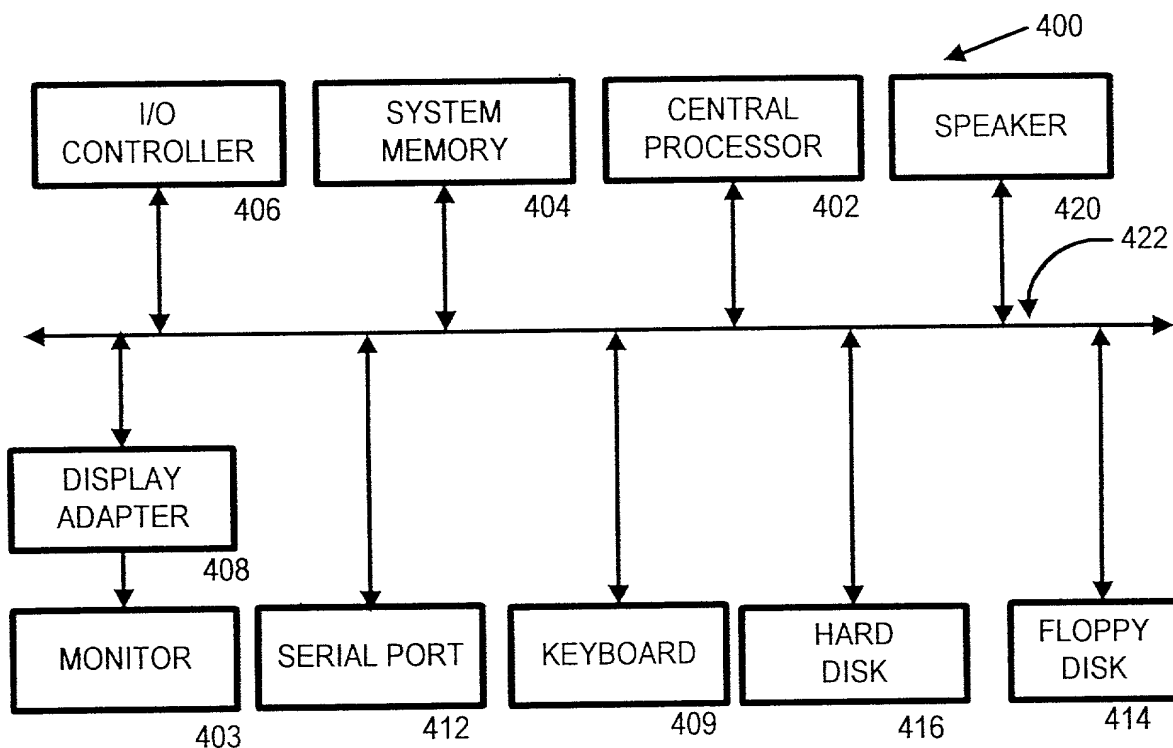 400
I/O
CONTROLLER
406
SYSTEM
MEMORY
404
CENTRAL
PROCESSOR
402
SPEAKER
420
422
DISPLAY
ADAPTER
408
MONITOR
403
SERIAL PORT
412
KEYBOARD
409
HARD
DISK
416
FLOPPY
DISK
414